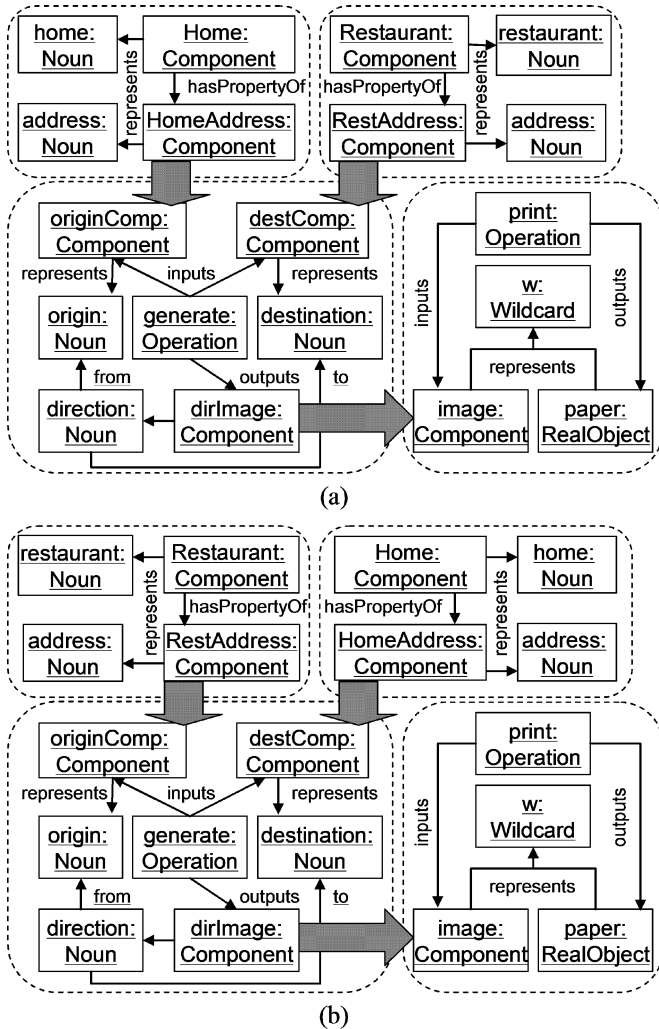 home:
Noun
Home:
Component
represents
hasPropertyOf
address:
Noun
HomeAddress:
Component
Restaurant:
Component
restaurant:
Noun
hasPropertyOf
represents
RestAddress:
Component
address:
Noun
originComp:
Component
destComp:
Component
represents
inputs
represents
origin:
Noun
generate:
Operation
destination:
Noun
from
outputs
to
direction:
Noun
dirImage:
Component
print:
Operation
inputs
w:
Wildcard
outputs
represents
image:
Component
paper:
RealObject
(a)
restaurant:
Noun
Restaurant:
Component
represents
hasPropertyOf
address:
Noun
RestAddress:
Component
Home:
Component
home:
Noun
hasPropertyOf
represents
HomeAddress:
Component
address:
Noun
originComp:
Component
destComp:
Component
represents
inputs
represents
origin:
Noun
generate:
Operation
destination:
Noun
from
outputs
to
direction:
Noun
dirImage:
Component
print:
Operation
inputs
w:
Wildcard
outputs
represents
image:
Component
paper:
RealObject
(b)